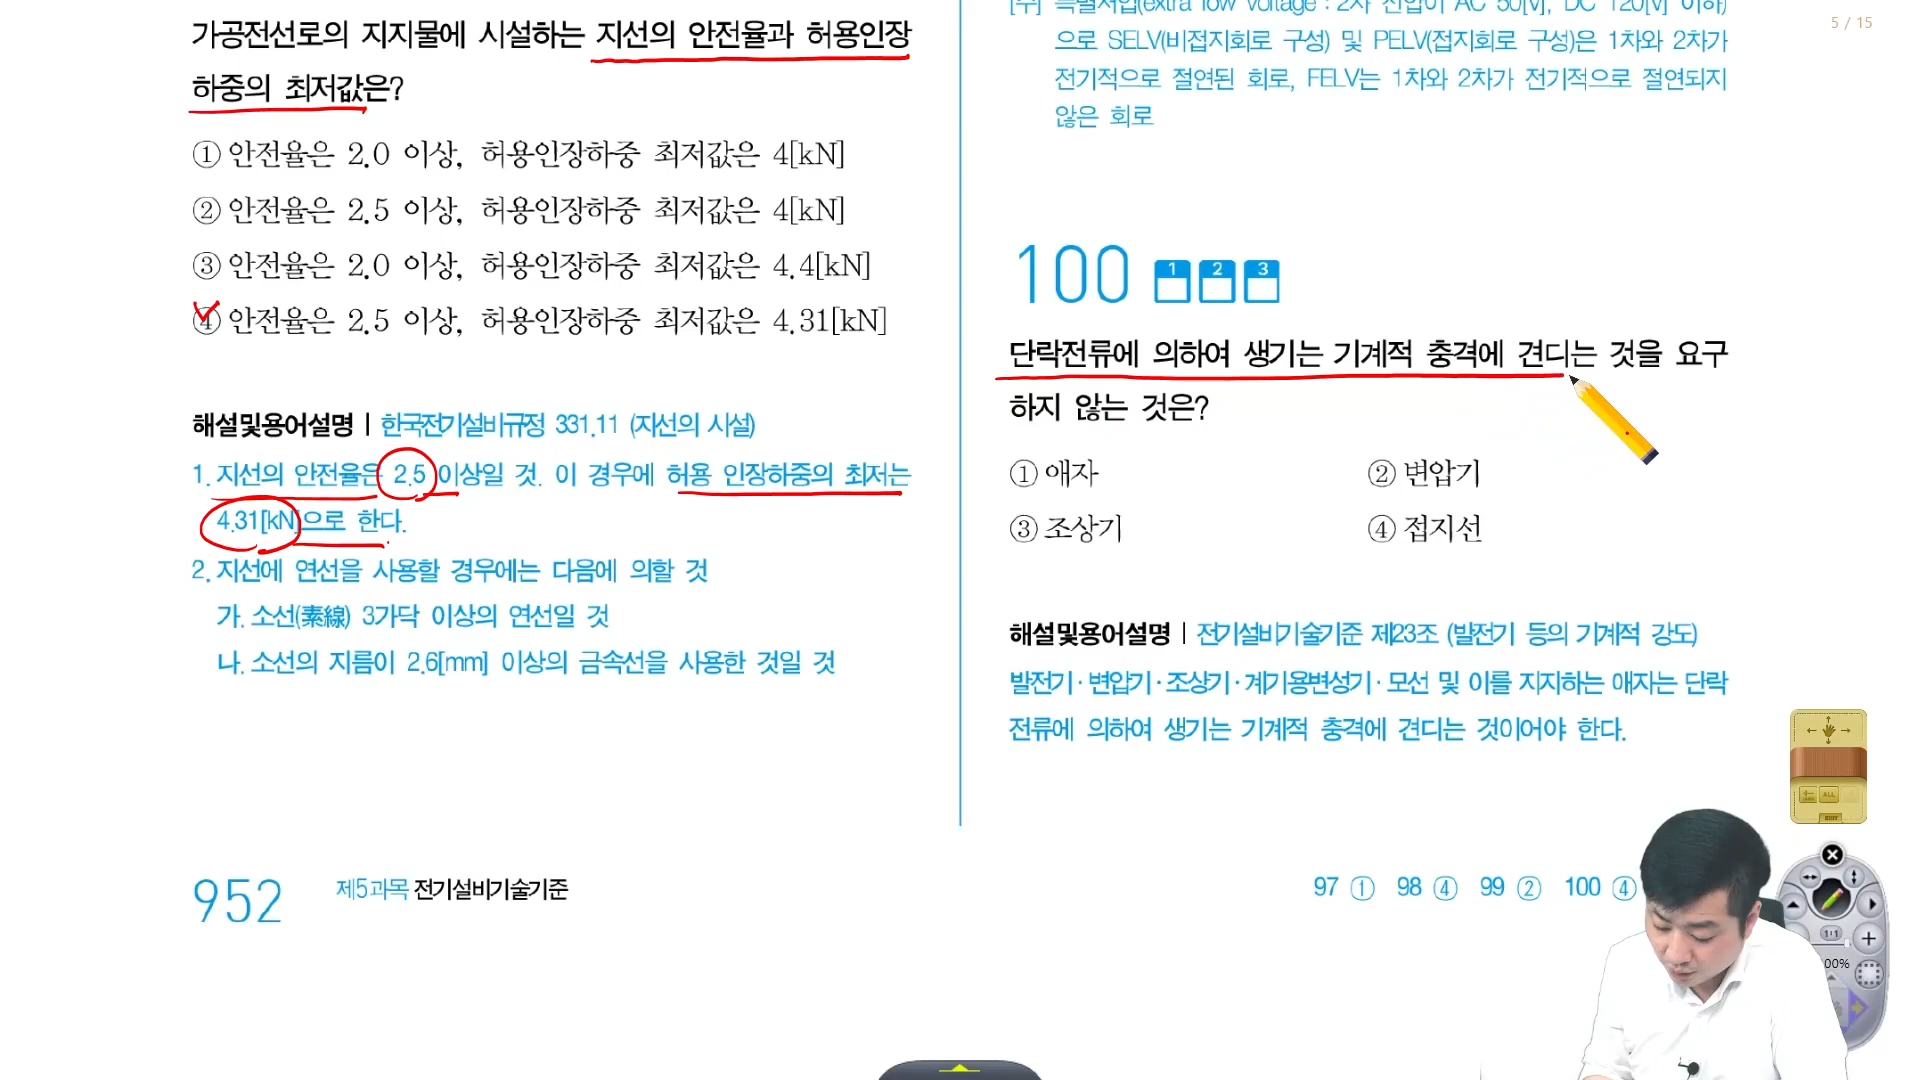 가공전선로의 지지물에 시설하는 지선의 안전율과 허용인장
하중의 최저값은?
① 안전율은 2.0 이상, 허용인장하중 최저값은 4[kN]
② 안전율은 2.5 이상, 허용인장하중 최저값은 4[kN]
③ 안전율은 2.0 이상, 허용인장하중 최저값은 4.4[kN]
④ 안전율은 2.5 이상, 허용인장하중 최저값은 4.31[kN]
해설및용어설명 | 한국전기설비규정 331.11 (지선의 시설)
1. 지선의 안전율은 2.5 이상일 것. 이 경우에 허용 인장하중의 최저는
4.31[kN]으로 한다.
2. 지선에 연선을 사용할 경우에는 다음에 의할 것
가. 소선(素線) 3가닥 이상의 연선일 것
나. 소선의 지름이 2.6[mm] 이상의 금속선을 사용한 것일 것
952 제5과목 전기설비기술기준
[주] 특별저압(extra low voltage : 2차 전압이 AC 50[V], DC 120[V] 이하)
으로 SELV(비접지회로 구성) 및 PELV(접지회로 구성)은 1차와 2차가
전기적으로 절연된 회로, FELV는 1차와 2차가 전기적으로 절연되지
않은 회로
100 1 2 3
단락전류에 의하여 생기는 기계적 충격에 견디는 것을 요구
하지 않는 것은?
① 애자 ② 변압기
③ 조상기 ④ 접지선
해설및용어설명 | 전기설비기술기준 제23조 (발전기 등의 기계적 강도)
발전기·변압기·조상기·계기용변성기·모선 및 이를 지지하는 애자는 단락
전류에 의하여 생기는 기계적 충격에 견디는 것이어야 한다.
97 ① 98 ④ 99 ② 100 ④
5 / 15
ALL
1:1
00%